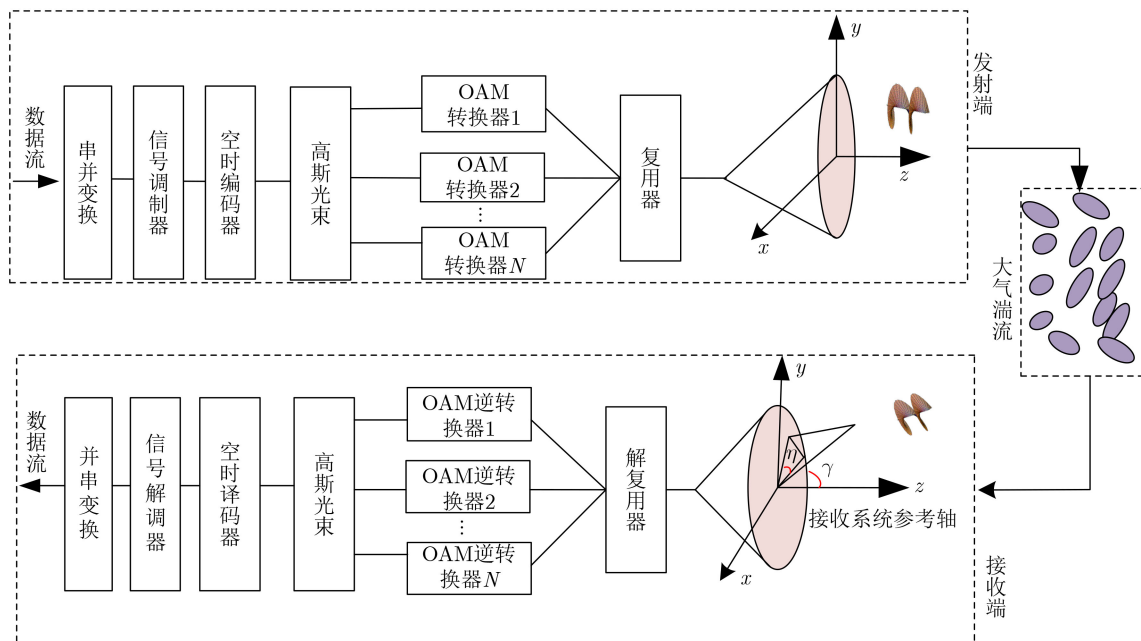 数据流
串并变换
信号调制器
空时编码器
高斯光束
OAM
转换器1
OAM
转换器2
...
OAM
转换器N
复用器
y
z
x
发射端
大气湍流
数据流
并串变换
信号解调器
空时译码器
高斯光束
OAM逆转
换器1
OAM逆转
换器2
...
OAM逆转
换器N
解复用器
y
η
γ
z
接收系统参考轴
x
接收端